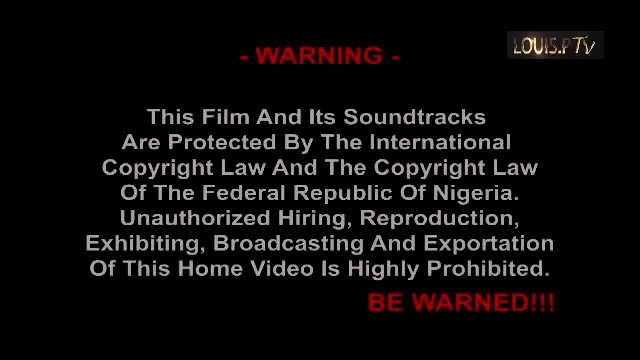 LOUIS.P Tv
- WARNING -
This Film And Its Soundtracks
Are Protected By The International
Copyright Law And The Copyright Law
Of The Federal Republic Of Nigeria.
Unauthorized Hiring, Reproduction,
Exhibiting, Broadcasting And Exportation
Of This Home Video Is Highly Prohibited.
BE WARNED!!!